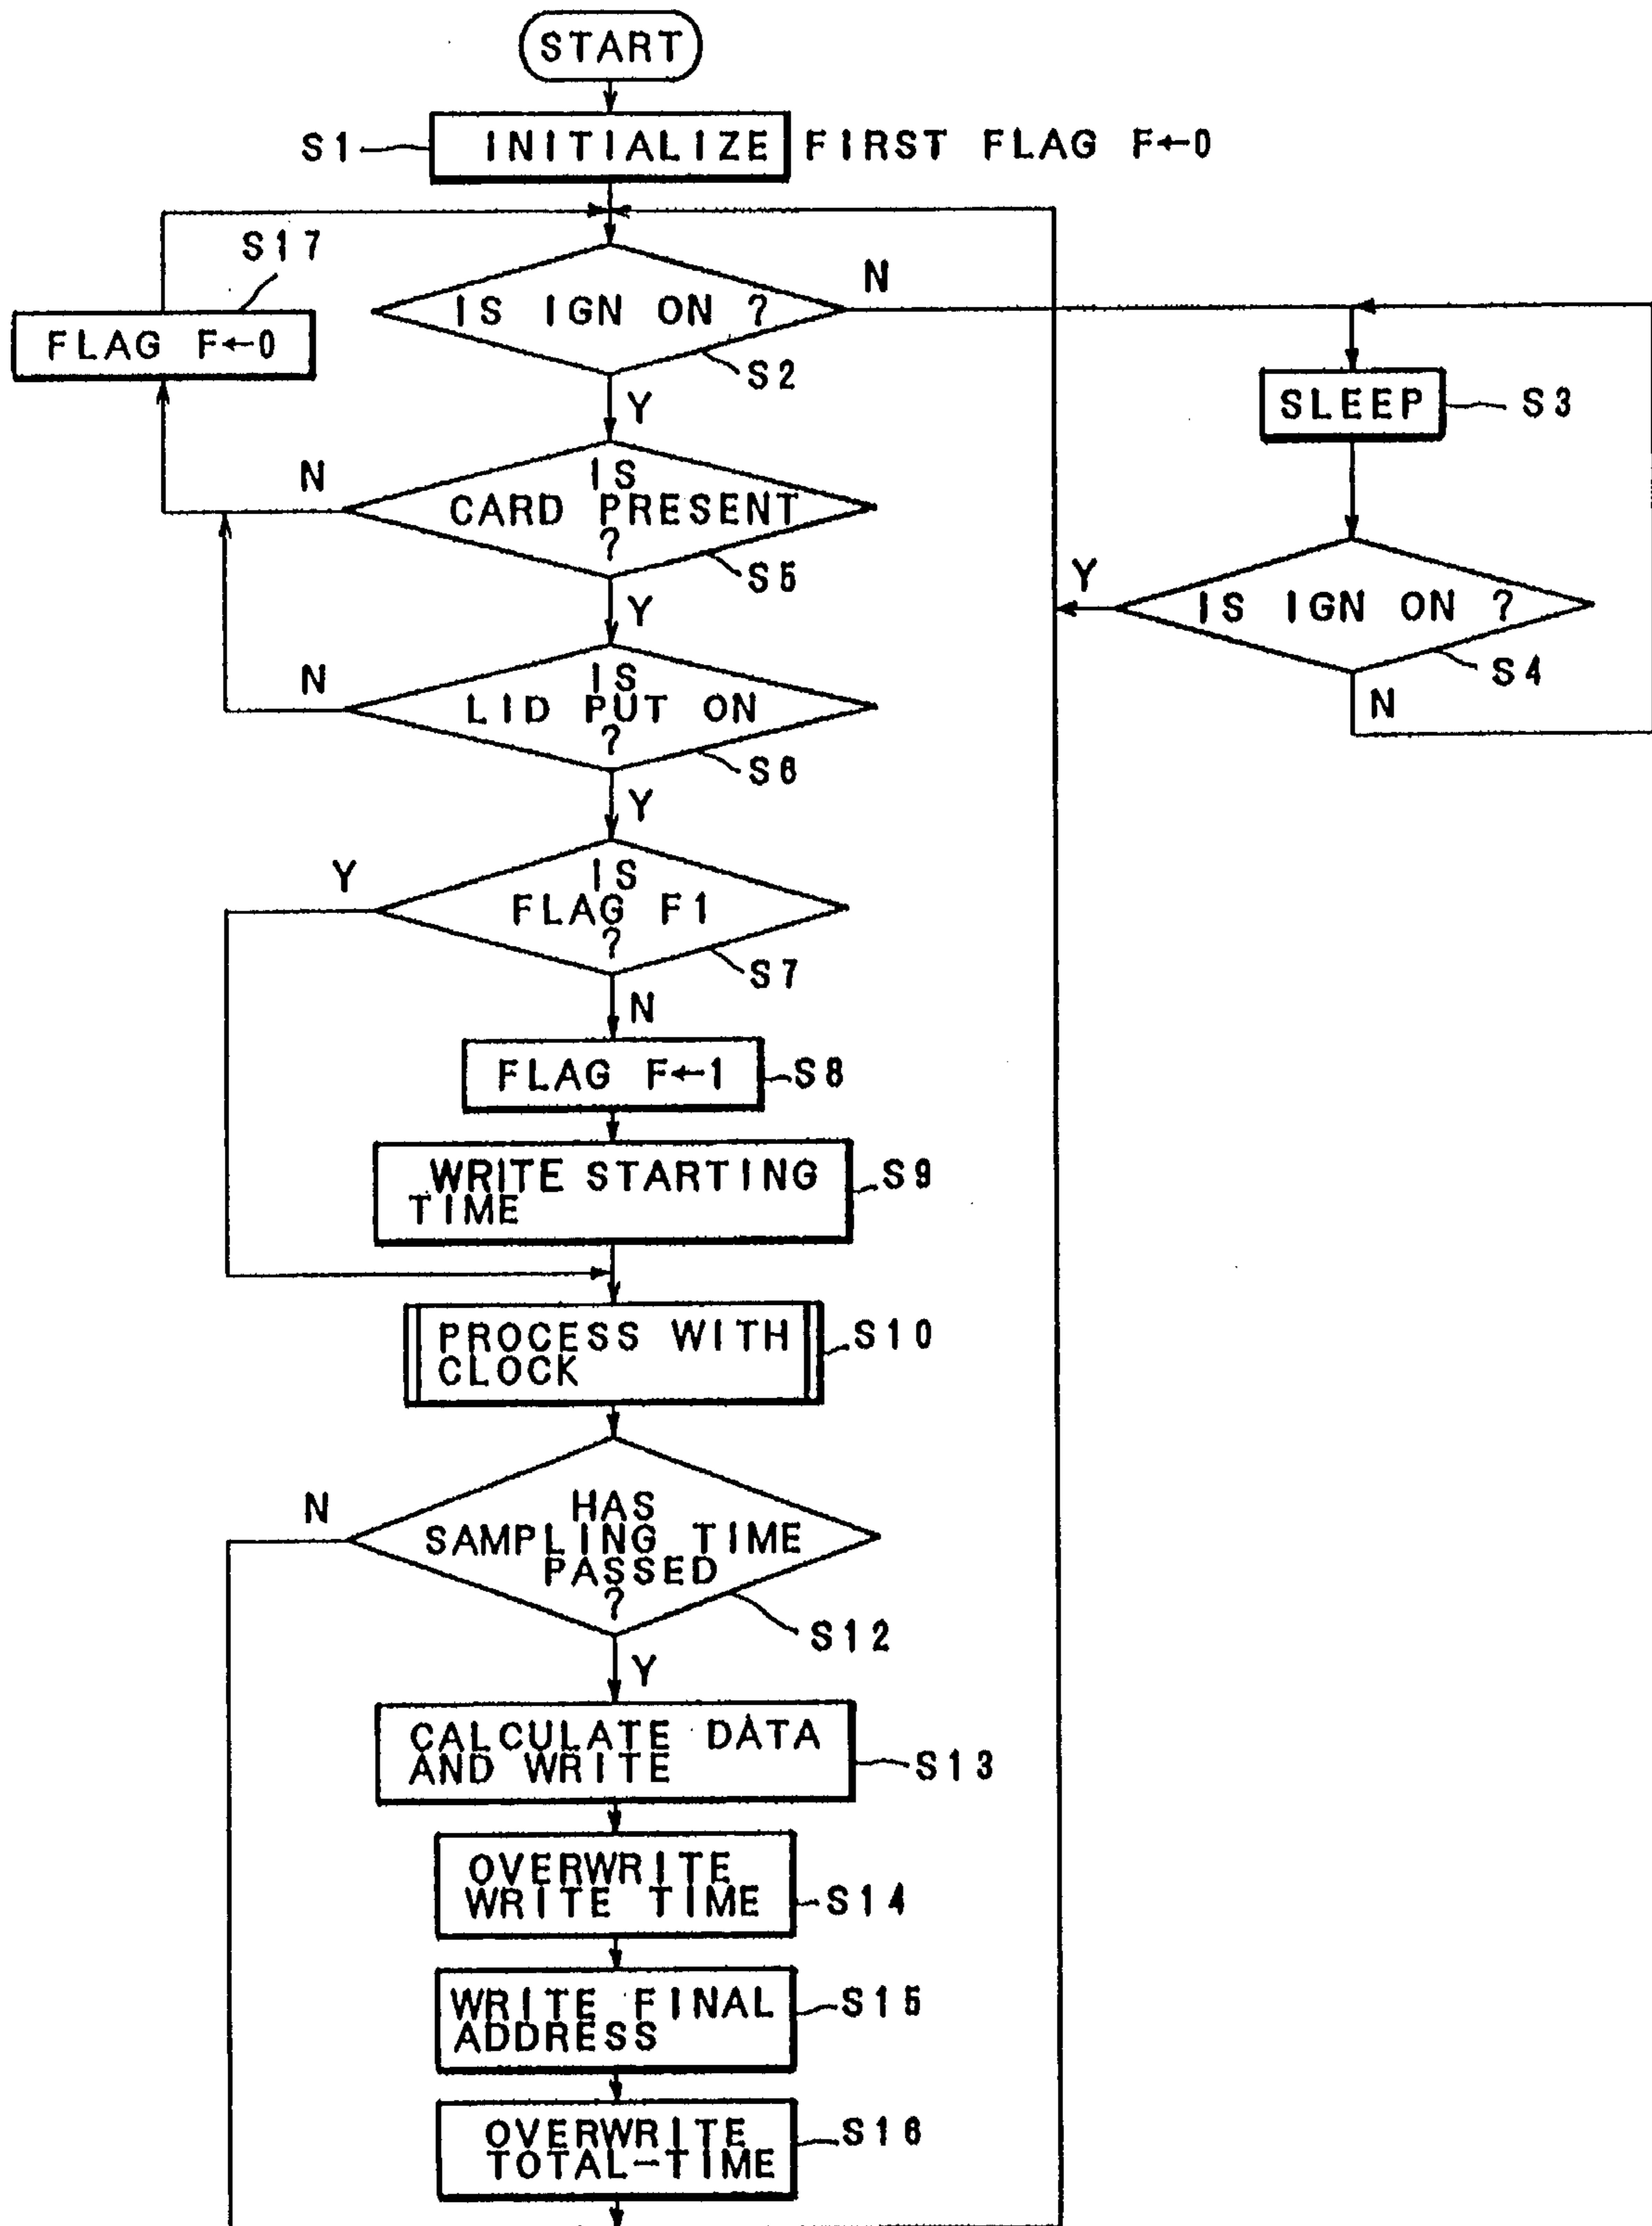 START
S1 INITIALIZE FIRST FLAG F←0
S17
N
IS IGN ON ?
FLAG F←0
S2
Y
SLEEP S3
N
IS
CARD PRESENT
?
S5
Y
Y
IS IGN ON ?
S4
N
N
IS
LID PUT ON
?
S6
Y
Y
IS
FLAG F1
?
S7
N
FLAG F←1 S8
WRITE STARTING
TIME
S9
PROCESS WITH
CLOCK
S10
N
HAS
SAMPLING TIME
PASSED
?
S12
Y
CALCULATE DATA
AND WRITE
S13
OVERWRITE
WRITE TIME
S14
WRITE FINAL
ADDRESS
S15
OVERWRITE
TOTAL-TIME
S16